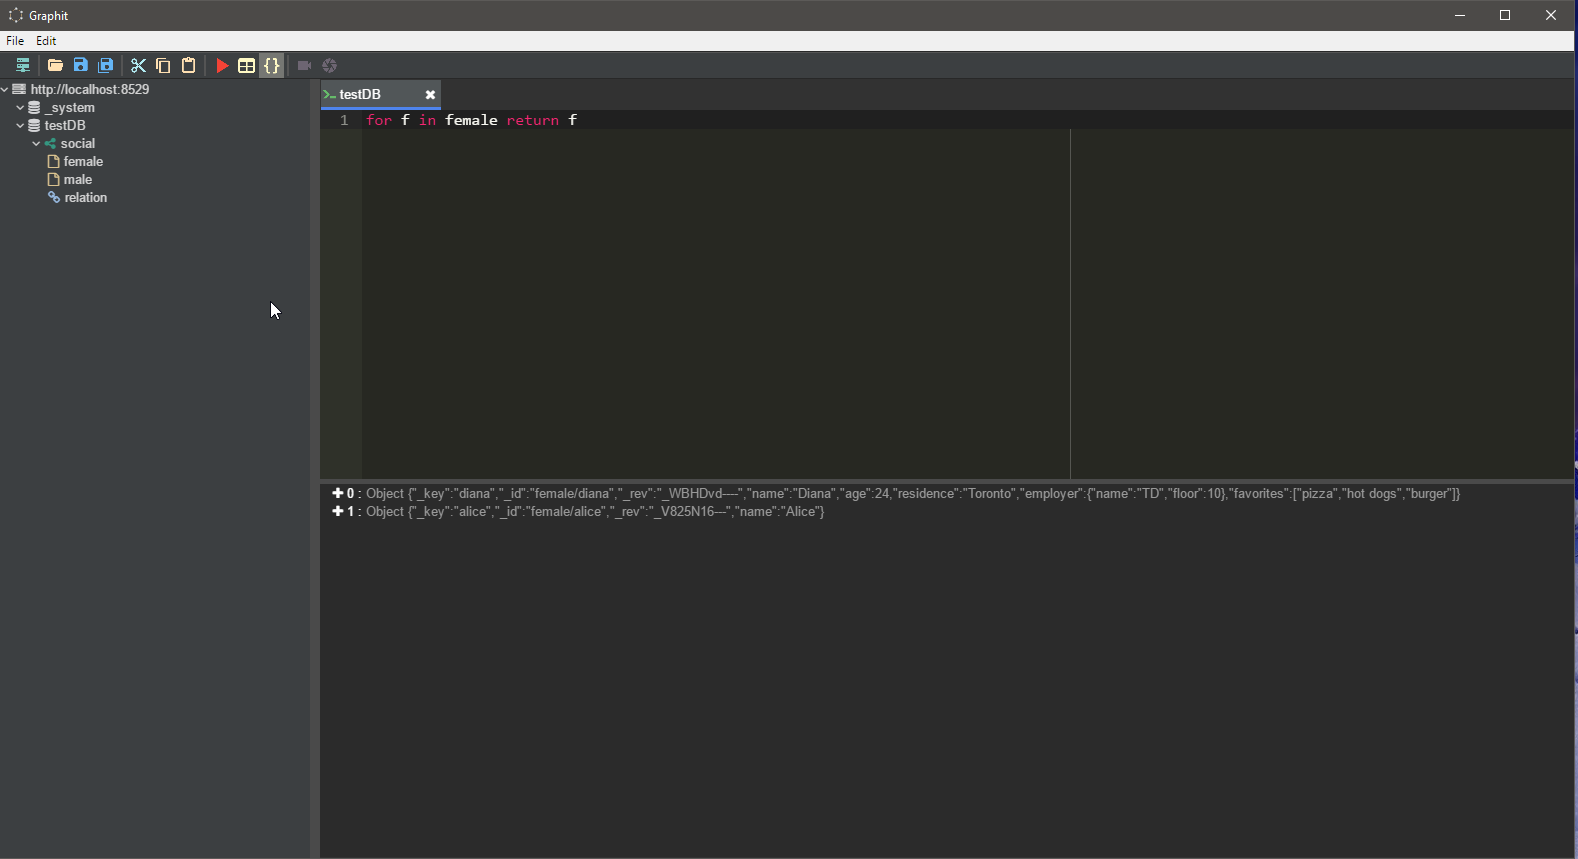 Graphit
File Edit
http://localhost:8529
_system
testDB
social
female
male
relation
>_ testDB
1 for f in female return f
0 : Object {"_key":"diana","_id":"female/diana","_rev":"_WBHDvd---","name":"Diana","age":24,"residence":"Toronto","employer":{"name":"TD","floor":10},"favorites":["pizza","hot dogs","burger"]}
1 : Object {"_key":"alice","_id":"female/alice","_rev":"_V825N16---","name":"Alice"}